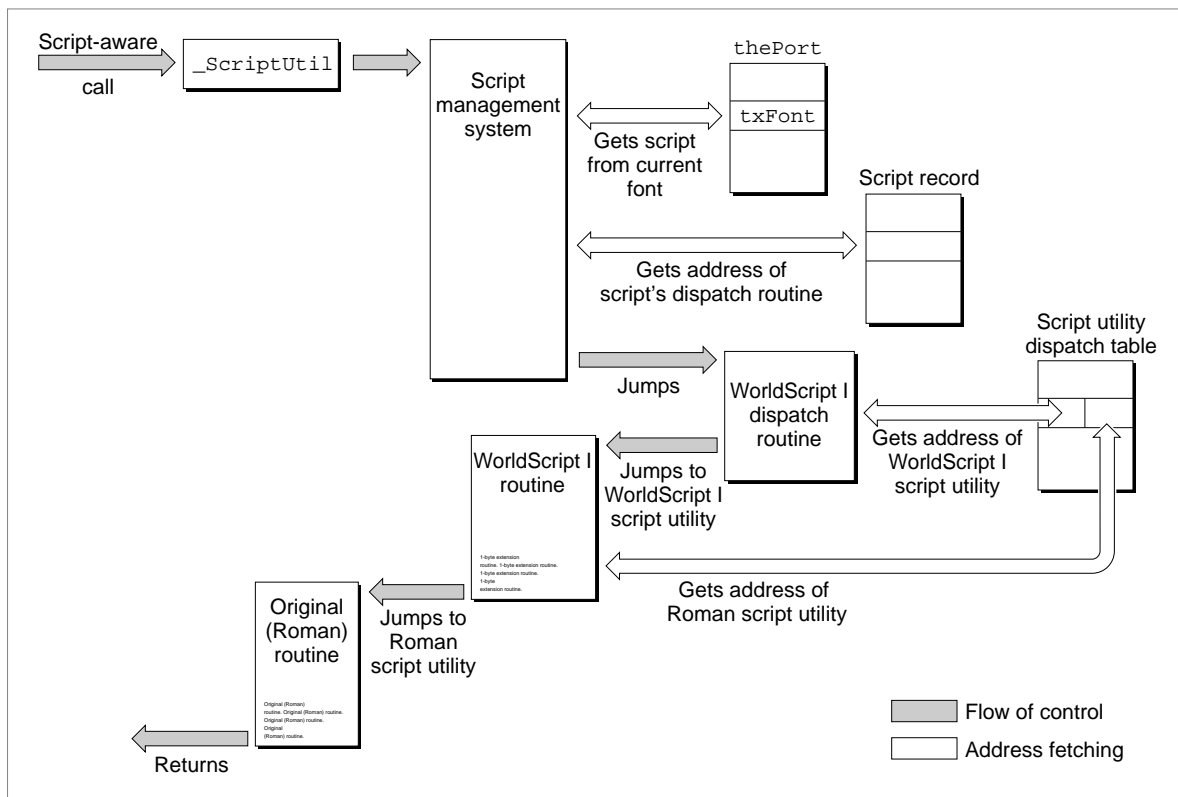 Script-aware
call
_ScriptUtil
Script
management
system
thePort
txFont
Gets script
from current
font
Script record
Gets address of
script's dispatch routine
Script utility
dispatch table
Jumps
WorldScript I
dispatch
routine
Gets address of
WorldScript I
script utility
WorldScript I
routine
Jumps to
WorldScript I
script utility
1-byte extension
routine. 1-byte extension routine.
1-byte extension routine.
1-byte
extension routine.
Gets address of
Roman script utility
Original
(Roman)
routine
Jumps to
Roman
script utility
Original (Roman)
routine. Original (Roman) routine.
Original (Roman) routine.
Original
(Roman) routine.
Returns
Flow of control
Address fetching